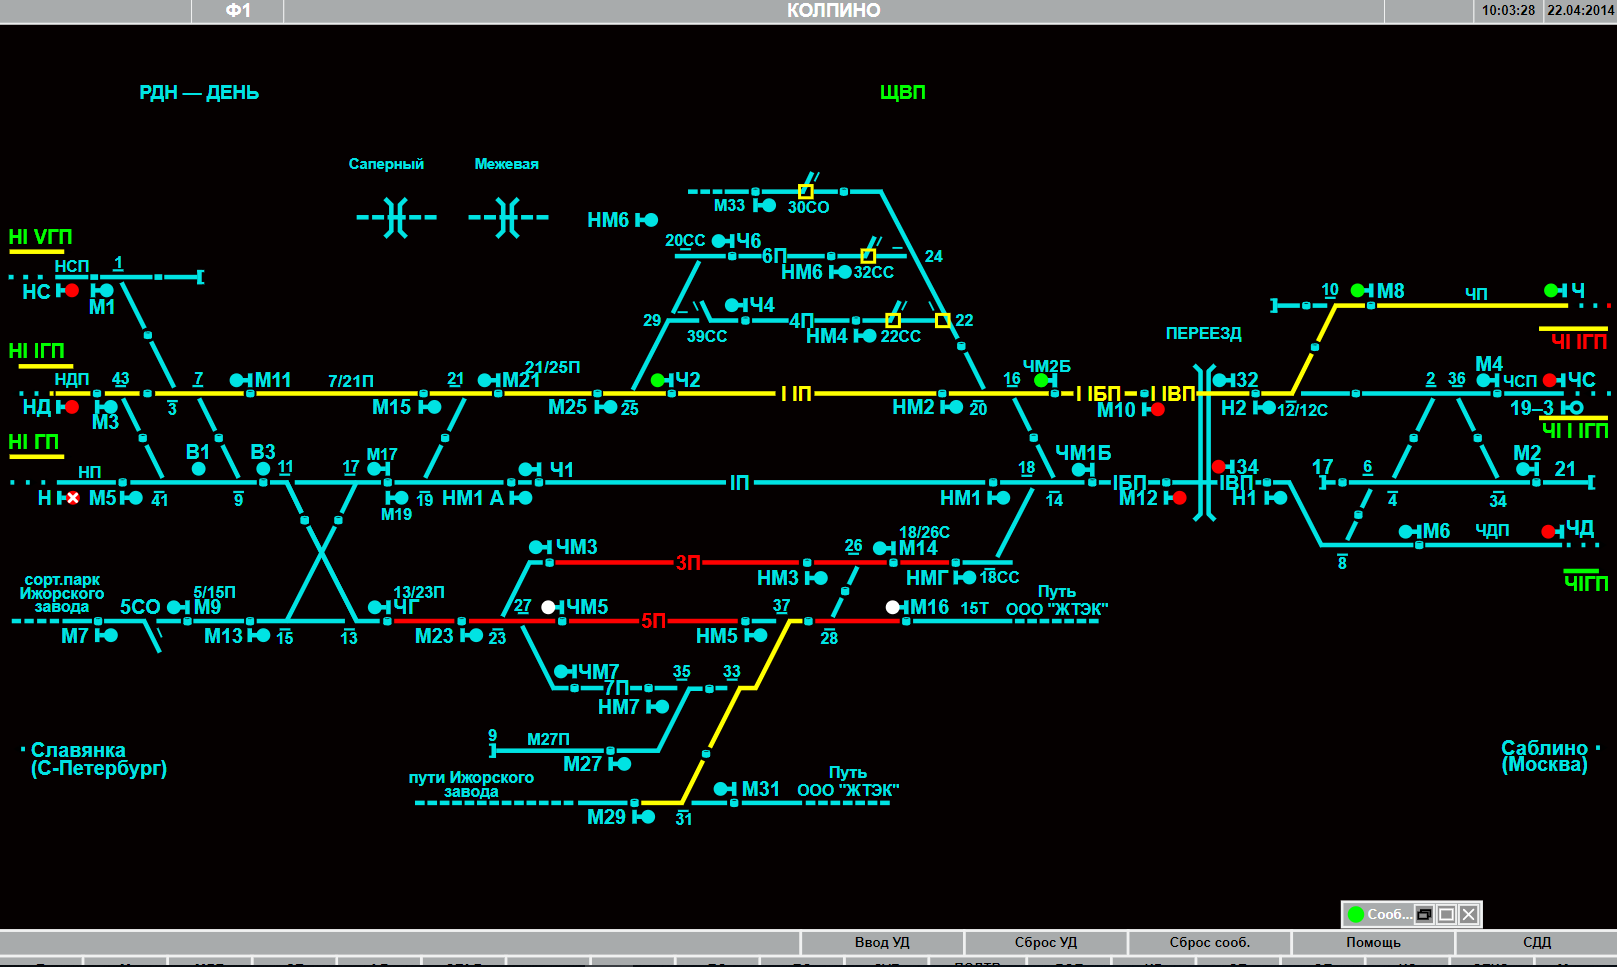 Ф1
КОЛПИНО
10:03:28
22.04:2014
РДН — ДЕНЬ
ЩВП
Саперный
Межевая
М33
30СО
НМ6
20СС
Ч6
6П
НМ6
32СС
24
НI VГП
НСП
1
НС
М1
29
Ч4
4П
39СС
НМ4
22СС
22
10
М8
ЧП
Ч
ПЕРЕЕЗД
ЧI IГП
НI IГП
НДП
43
7
М11
7/21П
21
М21
21/25П
Ч2
I IП
16
ЧМ2Б
I IБП
I IВП
32
2
36
М4
ЧСП
ЧС
НД
М3
3
М15
М25
25
НМ2
20
М10
Н2
12/12С
19–3
НI ГП
ЧI I IГП
НП
В1
В3
11
17
М17
Ч1
IП
18
ЧМ1Б
IБП
34
IВП
17
6
М2
21
Н
М5
41
9
М19
19
НМ1 А
НМ1
14
М12
Н1
4
34
ЧМ3
3П
26
18/26С
М14
М6
ЧДП
ЧД
НМ3
НМГ
18СС
8
ЧIГП
сорт.парк
Ижорского
завода
5СО
5/15П
М9
13/23П
ЧГ
27
ЧМ5
5П
37
М16
15Т
Путь
ООО "ЖТЭК"
М7
М13
15
13
М23
23
НМ5
28
ЧМ7
7П
35
33
НМ7
9
М27П
М27
Славянка
(С-Петербург)
Саблино
(Москва)
пути Ижорского
завода
М31
Путь
ООО "ЖТЭК"
М29
31
Сооб...
Ввод УД
Сброс УД
Сброс сооб.
Помощь
СДД